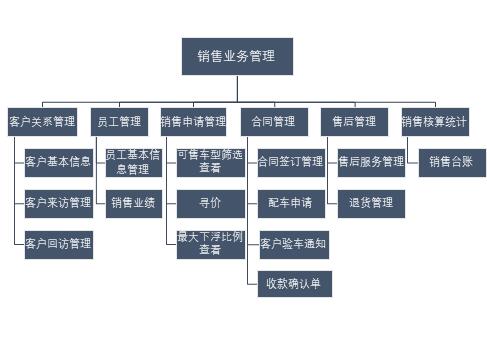 销售业务管理
客户关系管理
员工管理
销售申请管理
合同管理
售后管理
销售核算统计
客户基本信息
员工基本信
息管理
可售车型筛选
查看
合同签订管理
售后服务管理
销售台账
客户来访管理
销售业绩
寻价
配车申请
退货管理
客户回访管理
最大下浮比例
查看
客户验车通知
收款确认单